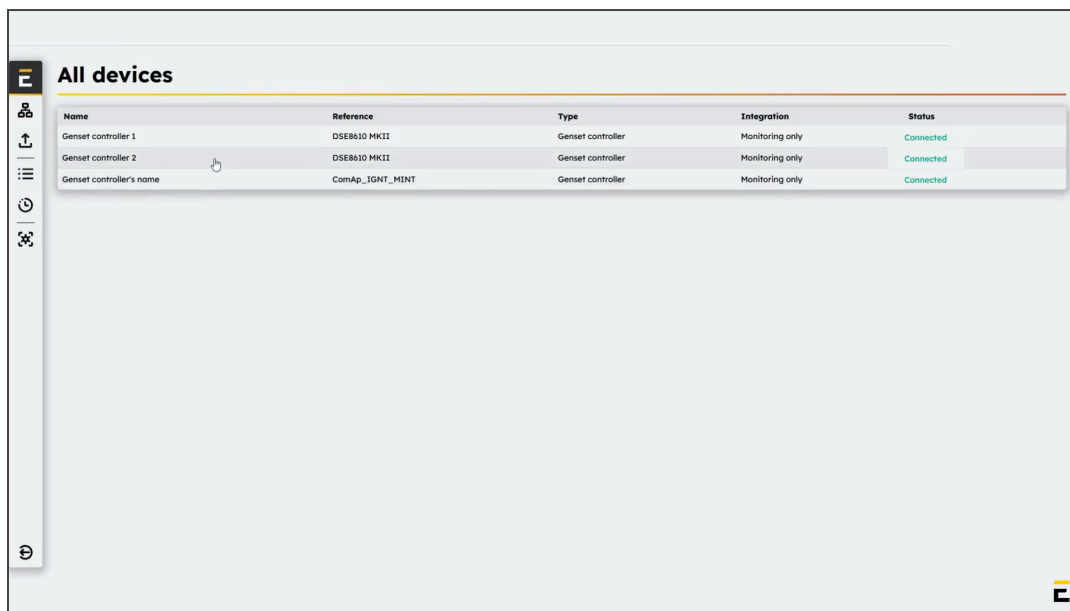 All devices
Name Reference Type Integration Status
Genset controller 1 DSE8610 MKII Genset controller Monitoring only Connected
Genset controller 2 DSE8610 MKII Genset controller Monitoring only Connected
Genset controller's name ComAp_IGNT_MINT Genset controller Monitoring only Connected